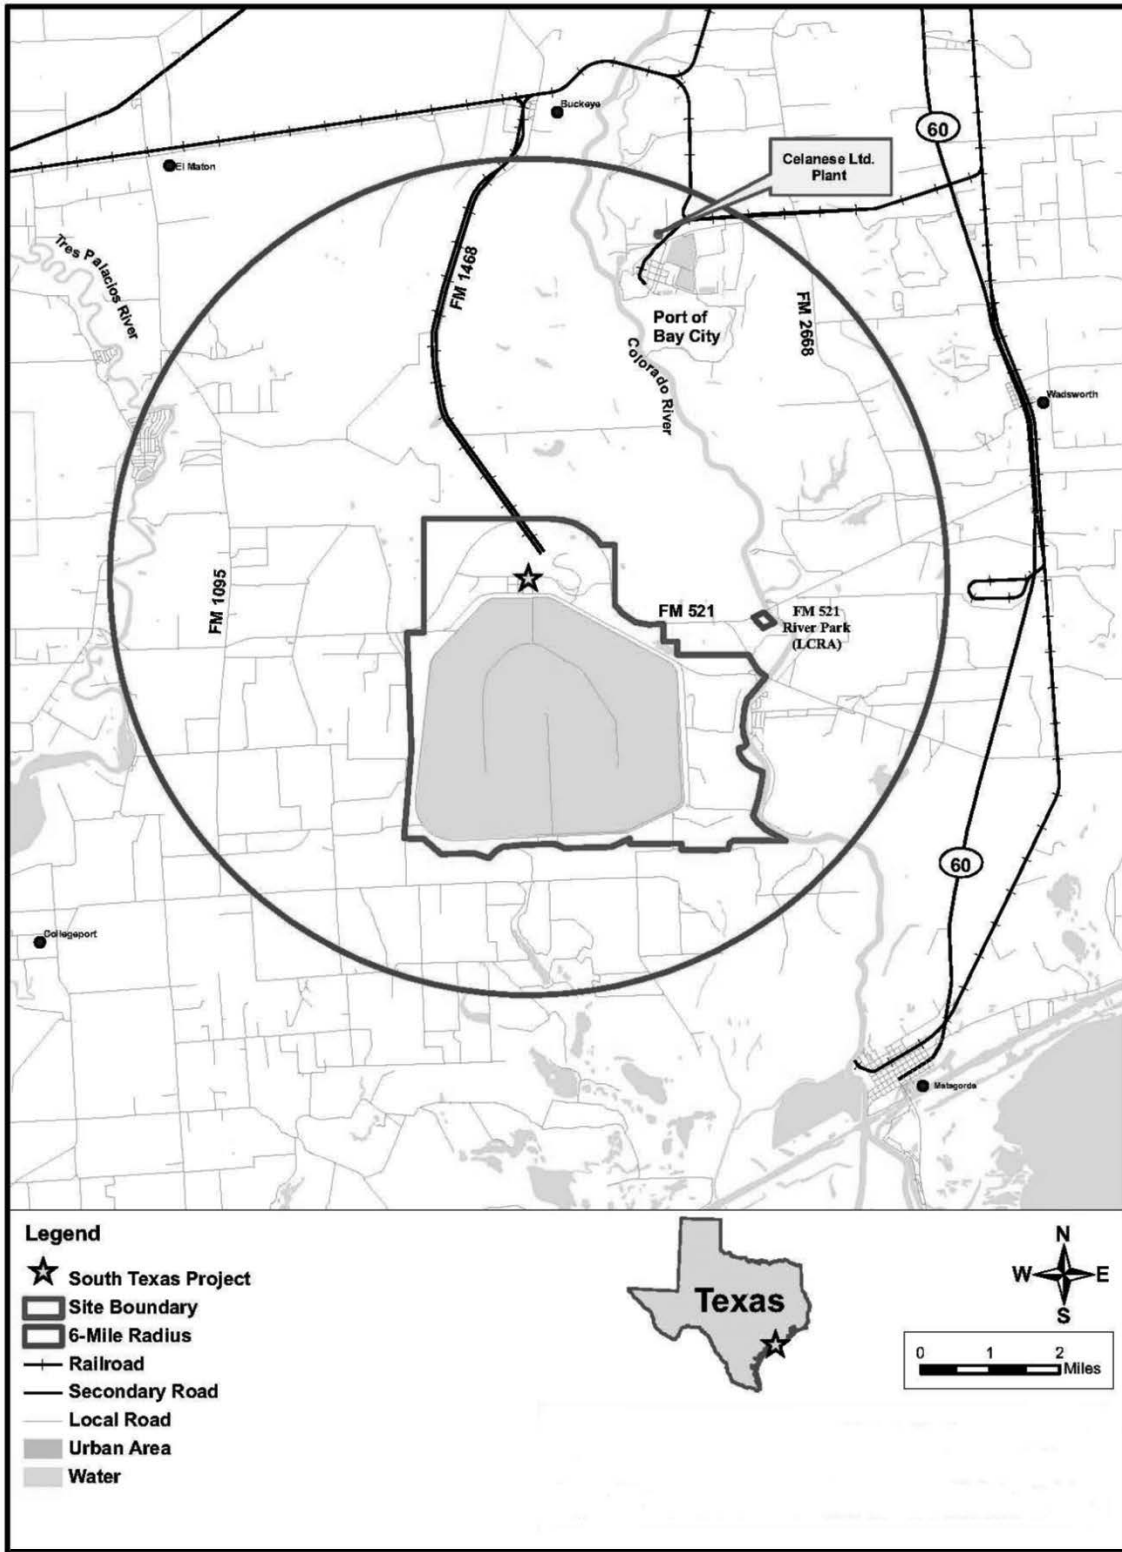 Buckeye
60
Celanese Ltd.
Plant
El Maton
Tres Palacios River
FM 1468
FM 2668
Port of
Bay City
Colorado River
Wadsworth
FM 1095
FM 521
FM 521
River Park
(LCRA)
60
Collegeport
Matagorda
Legend
South Texas Project
Site Boundary
6-Mile Radius
Railroad
Secondary Road
Local Road
Urban Area
Water
Texas
N
W E
S
0 1 2
Miles